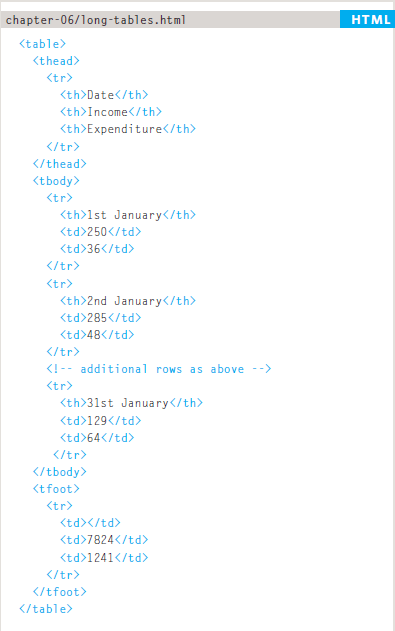 chapter-06/long-tables.html HTML
<table>
  <thead>
    <tr>
      <th>Date</th>
      <th>Income</th>
      <th>Expenditure</th>
    </tr>
  </thead>
  <tbody>
    <tr>
      <th>1st January</th>
      <td>250</td>
      <td>36</td>
    </tr>
    <tr>
      <th>2nd January</th>
      <td>285</td>
      <td>48</td>
    </tr>
    <!-- additional rows as above -->
    <tr>
      <th>31st January</th>
      <td>129</td>
      <td>64</td>
     </tr>
  </tbody>
  <tfoot>
    <tr>
      <td></td>
      <td>7824</td>
      <td>1241</td>
    </tr>
  </tfoot>
</table>